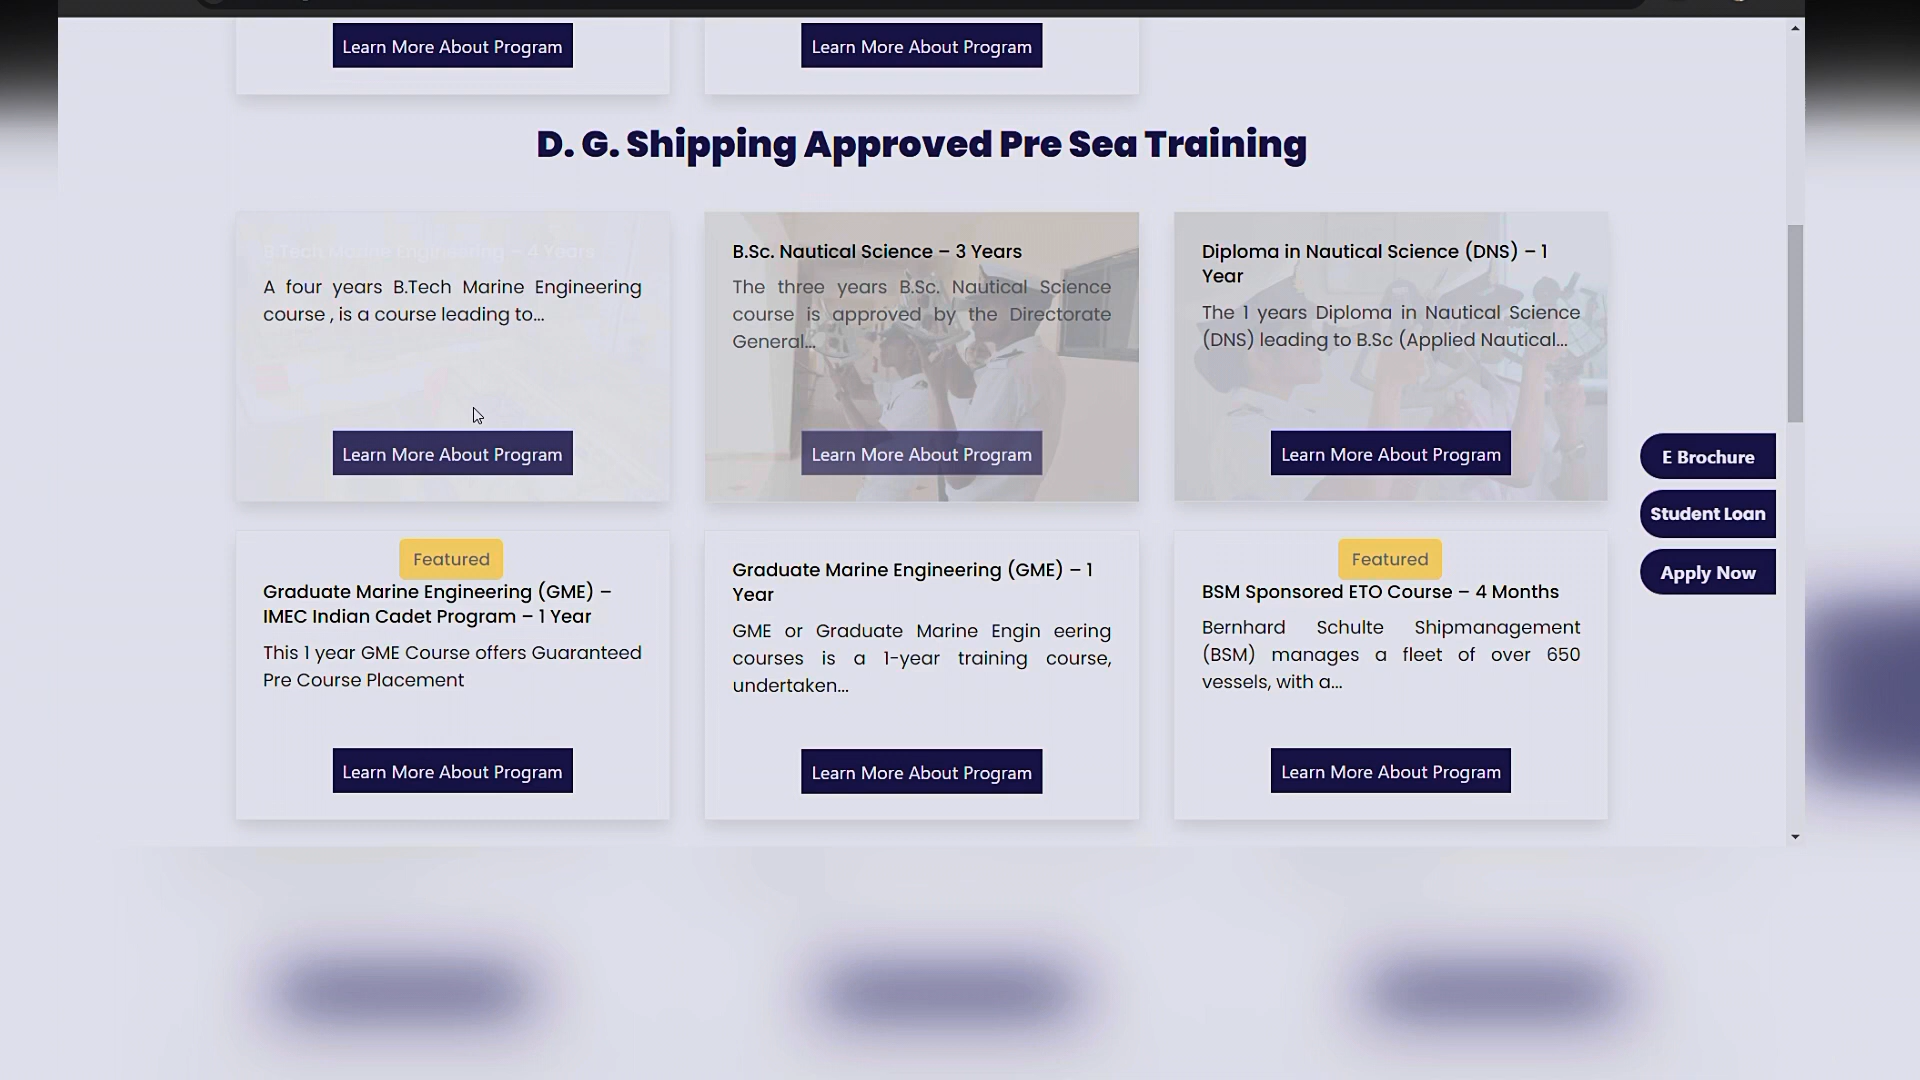 Learn More About Program
Learn More About Program
D. G. Shipping Approved Pre Sea Training
B.Tech Marine Engineering – 4 Years
A four years B.Tech Marine Engineering
course , is a course leading to...
Learn More About Program
B.Sc. Nautical Science – 3 Years
The three years B.Sc. Nautical Science
course is approved by the Directorate
General...
Learn More About Program
Diploma in Nautical Science (DNS) – 1
Year
The 1 years Diploma in Nautical Science
(DNS) leading to B.Sc (Applied Nautical...
Learn More About Program
E Brochure
Student Loan
Apply Now
Featured
Graduate Marine Engineering (GME) –
IMEC Indian Cadet Program – 1 Year
This 1 year GME Course offers Guaranteed
Pre Course Placement
Learn More About Program
Graduate Marine Engineering (GME) – 1
Year
GME or Graduate Marine Engin eering
courses is a 1-year training course,
undertaken...
Learn More About Program
Featured
BSM Sponsored ETO Course – 4 Months
Bernhard Schulte Shipmanagement
(BSM) manages a fleet of over 650
vessels, with a...
Learn More About Program